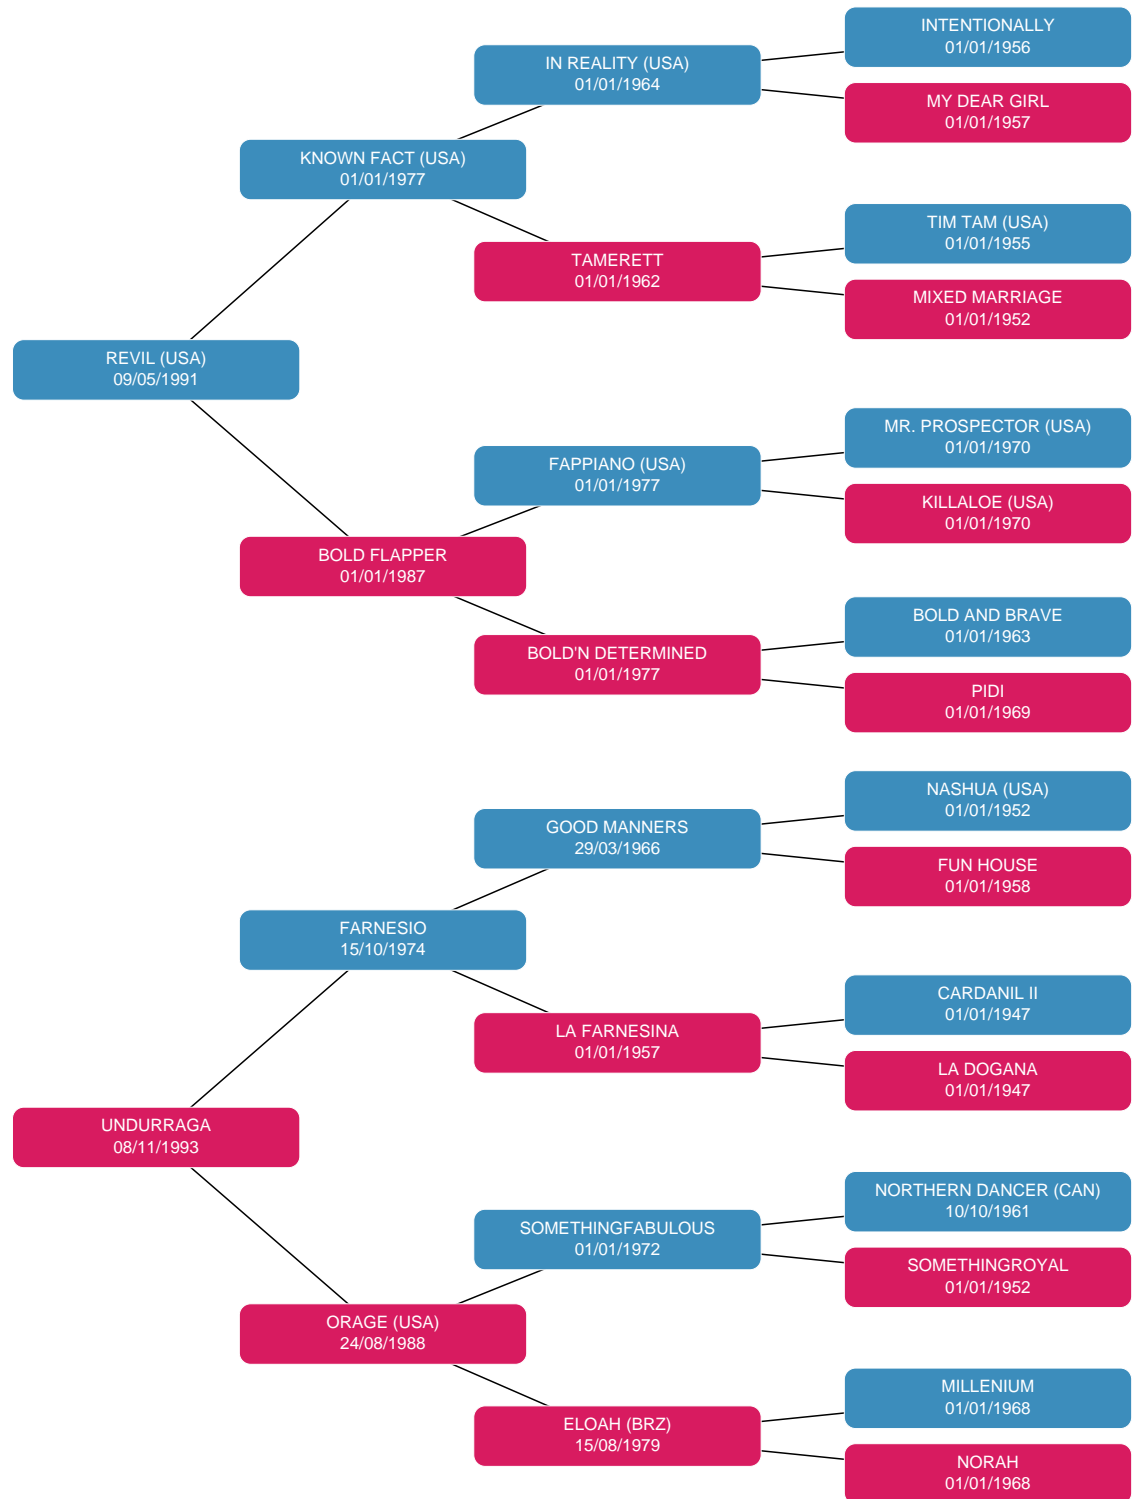 INTENTIONALLY
01/01/1956
IN REALITY (USA)
01/01/1964
MY DEAR GIRL
01/01/1957
KNOWN FACT (USA)
01/01/1977
TIM TAM (USA)
01/01/1955
TAMERETT
01/01/1962
MIXED MARRIAGE
01/01/1952
REVIL (USA)
09/05/1991
MR. PROSPECTOR (USA)
01/01/1970
FAPPIANO (USA)
01/01/1977
KILLALOE (USA)
01/01/1970
BOLD FLAPPER
01/01/1987
BOLD AND BRAVE
01/01/1963
BOLD'N DETERMINED
01/01/1977
PIDI
01/01/1969
NASHUA (USA)
01/01/1952
GOOD MANNERS
29/03/1966
FUN HOUSE
01/01/1958
FARNESIO
15/10/1974
CARDANIL II
01/01/1947
LA FARNESINA
01/01/1957
LA DOGANA
01/01/1947
UNDURRAGA
08/11/1993
NORTHERN DANCER (CAN)
10/10/1961
SOMETHINGFABULOUS
01/01/1972
SOMETHINGROYAL
01/01/1952
ORAGE (USA)
24/08/1988
MILLENIUM
01/01/1968
ELOAH (BRZ)
15/08/1979
NORAH
01/01/1968